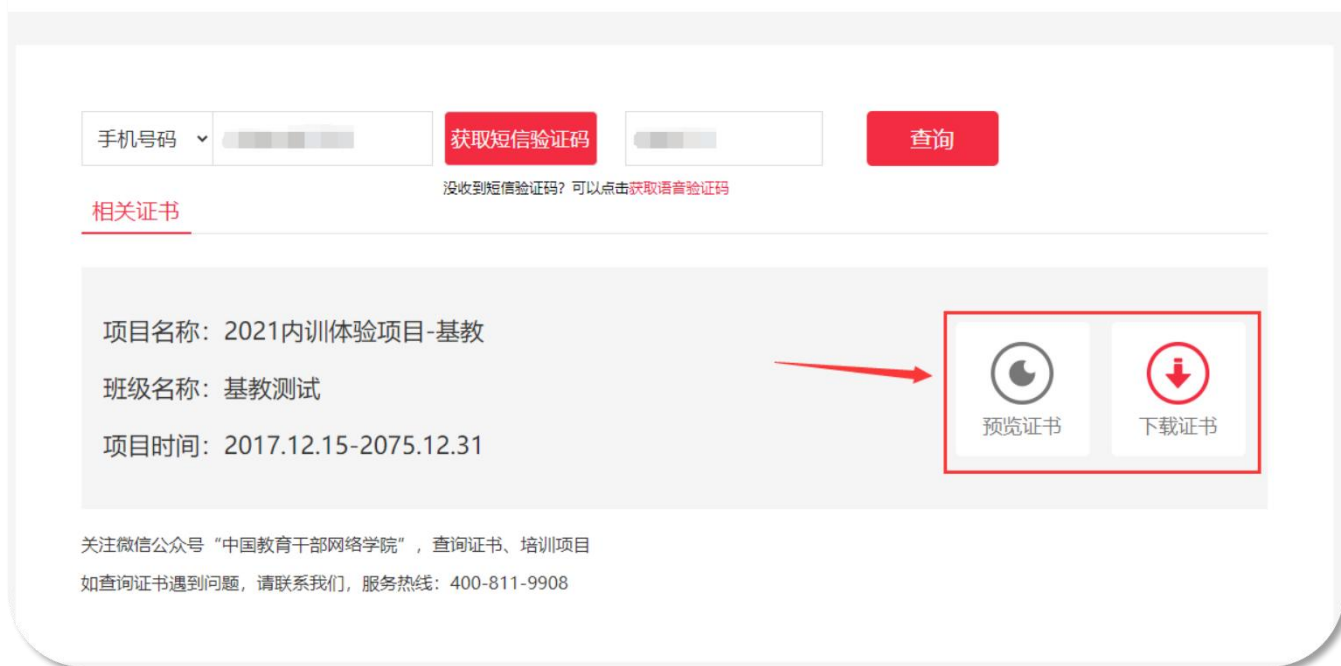 手机号码 获取短信验证码 查询
没收到短信验证码？可以点击获取语音验证码
相关证书
项目名称：2021内训体验项目-基教
班级名称：基教测试
项目时间：2017.12.15-2075.12.31
预览证书 下载证书
关注微信公众号“中国教育干部网络学院”，查询证书、培训项目
如查询证书遇到问题，请联系我们，服务热线：400-811-9908